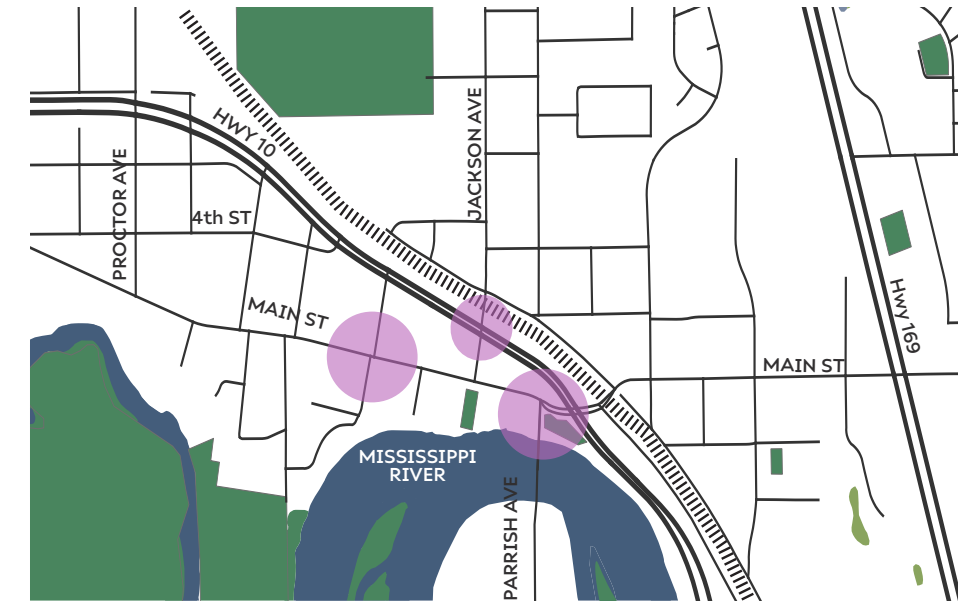 HWY 10
JACKSON AVE
PROCTOR AVE
4th ST
MAIN ST
Hwy 169
MAIN ST
MISSISSIPPI
RIVER
PARRISH AVE